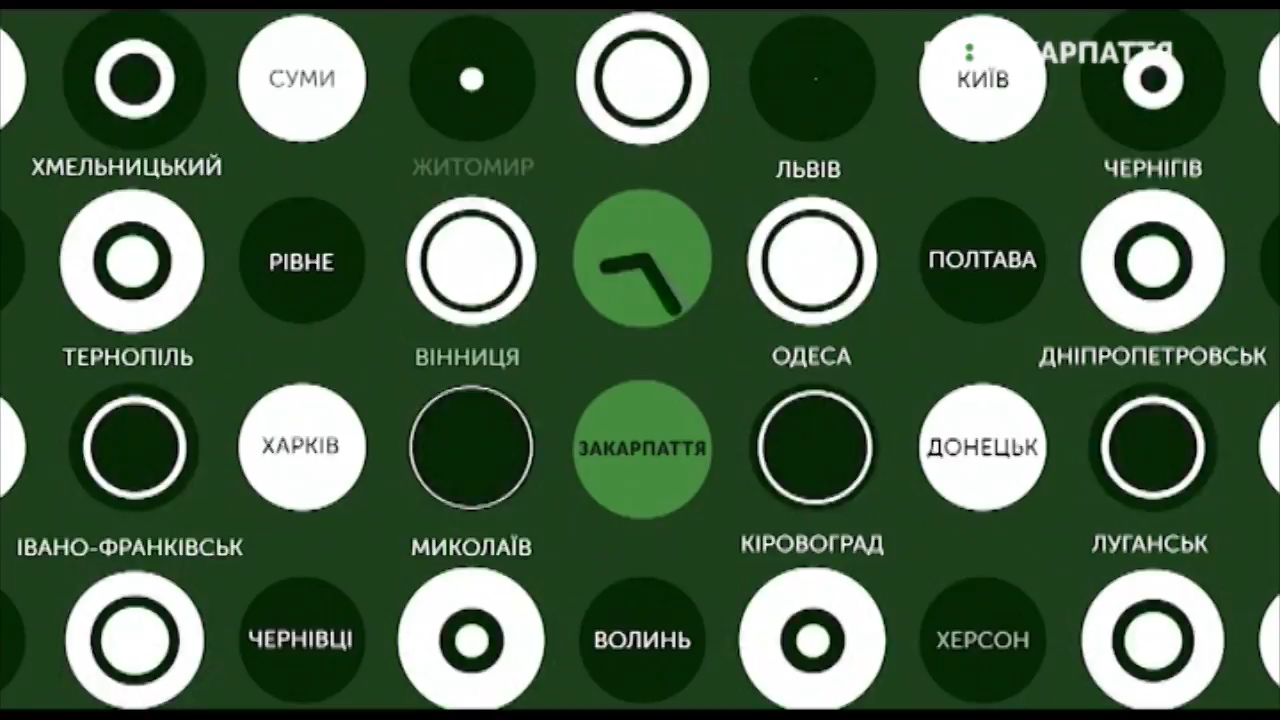 СУМИ
КИЇВ
ХМЕЛЬНИЦЬКИЙ
ЖИТОМИР
ЛЬВІВ
ЧЕРНІГІВ
РІВНЕ
ПОЛТАВА
ТЕРНОПІЛЬ
ВІННИЦЯ
ОДЕСА
ДНІПРОПЕТРОВСЬК
ХАРКІВ
ЗАКАРПАТТЯ
ДОНЕЦЬК
ІВАНО-ФРАНКІВСЬК
МИКОЛАЇВ
КІРОВОГРАД
ЛУГАНСЬК
ЧЕРНІВЦІ
ВОЛИНЬ
ХЕРСОН